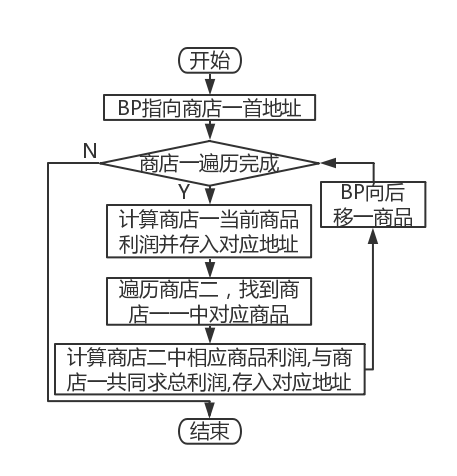 开始
BP指向商店一首地址
N
商店一遍历完成
Y
BP向后
移一商品
计算商店一当前商品
利润并存入对应地址
遍历商店二，找到商
店一一中对应商品
计算商店二中相应商品利润,与商
店一共同求总利润,存入对应地址
结束